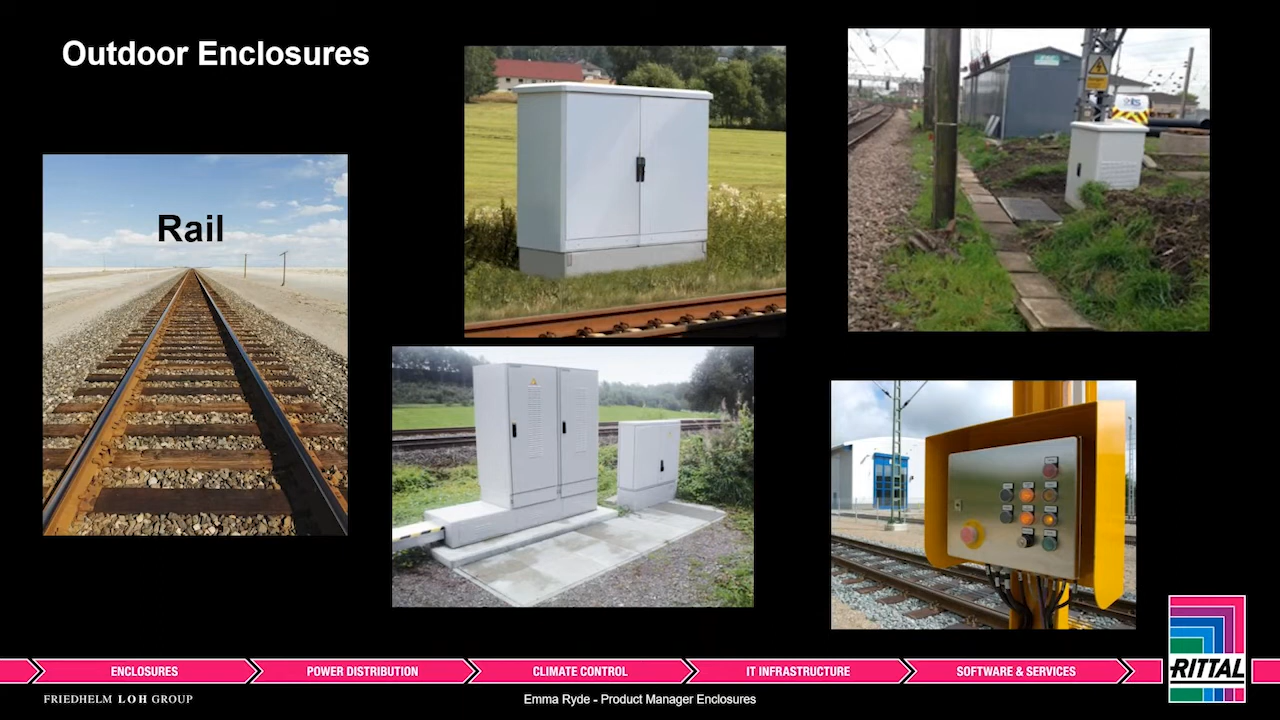 Outdoor Enclosures
Rail
ENCLOSURES
POWER DISTRIBUTION
CLIMATE CONTROL
IT INFRASTRUCTURE
SOFTWARE & SERVICES
RITTAL
FRIEDHELM LOH GROUP
Emma Ryde - Product Manager Enclosures